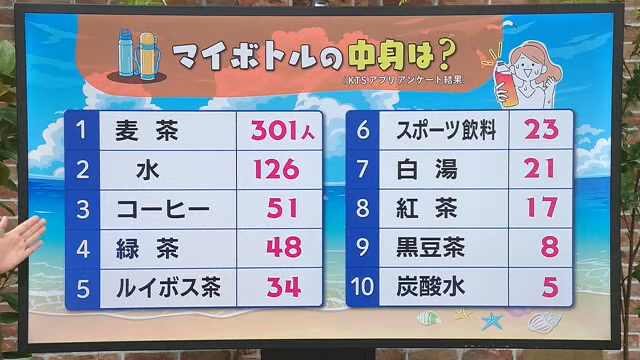 マイボトルの中身は?
(KTSアプリアンケート結果)
1 麦茶 301人
2 水 126
3 コーヒー 51
4 緑茶 48
5 ルイボス茶 34
6 スポーツ飲料 23
7 白湯 21
8 紅茶 17
9 黒豆茶 8
10 炭酸水 5